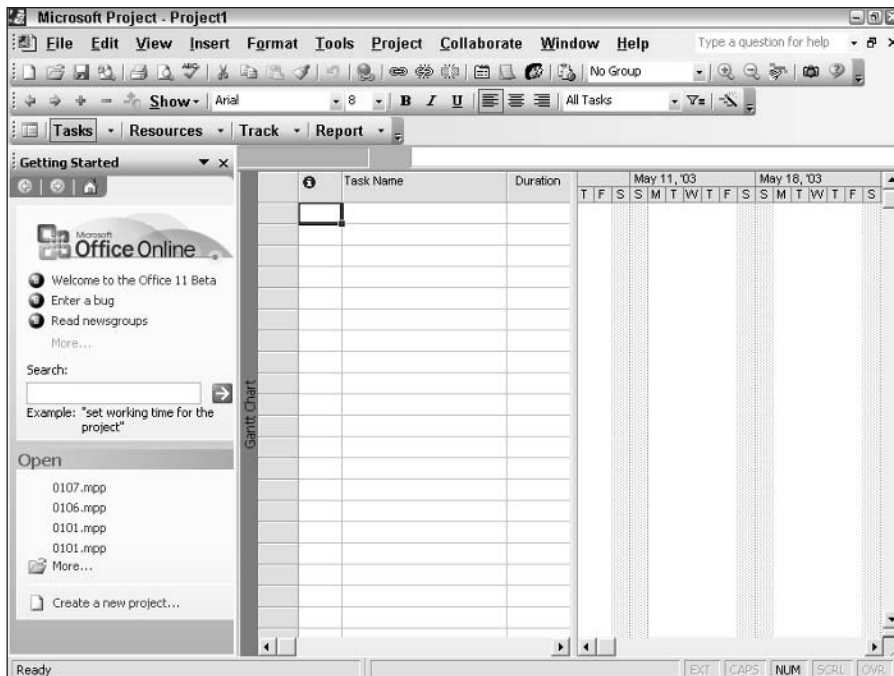 Microsoft Project - Project1
File Edit View Insert Format Tools Project Collaborate Window Help Type a question for help
No Group
Show Arial 8 B I U All Tasks
Tasks Resources Track Report
Getting Started
Task Name Duration May 11, '03 May 18, '03
T F S S M T W T F S S M T W T F S
Microsoft
Office Online
Welcome to the Office 11 Beta
Enter a bug
Read newsgroups
More...
Search:
Example: "set working time for the
project"
Gantt Chart
Open
0107.mpp
0106.mpp
0101.mpp
0101.mpp
More...
Create a new project...
Ready EXT CAPS NUM SCRL OVR